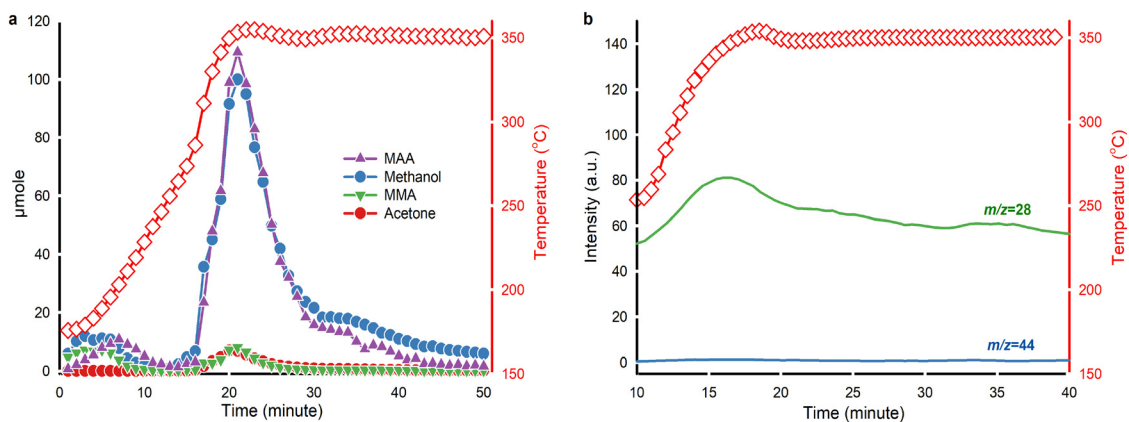 a
120
100
80
60
40
20
0
µmole
0 10 20 30 40 50
Time (minute)
350
300
250
200
150
Temperature (°C)
MAA
Methanol
MMA
Acetone
b
140
120
100
80
60
40
20
0
Intensity (a.u.)
10 15 20 25 30 35 40
Time (minute)
350
300
250
200
150
Temperature (°C)
m/z=28
m/z=44